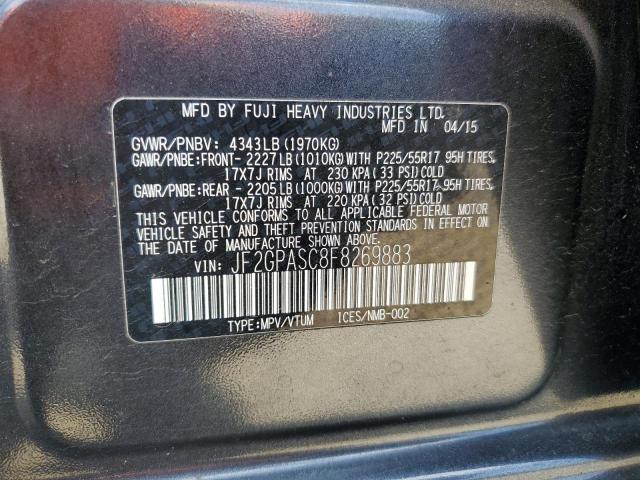 MFD BY FUJI HEAVY INDUSTRIES LTD.
MFD IN 04/15
GVWR/PNBV: 4343LB(1970KG)
GAWR/PNBE:FRONT- 2227LB(1010KG)WITH P225/55R17 95H TIRES,
17X7J RIMS AT 230 KPA(33 PSI)COLD
GAWR/PNBE:REAR - 2205LB(1000KG)WITH P225/55R17 95H TIRES,
17X7J RIMS AT 220 KPA(32 PSI)COLD
THIS VEHICLE CONFORMS TO ALL APPLICABLE FEDERAL MOTOR
VEHICLE SAFETY AND THEFT PREVENTION STANDARDS IN EFFECT ON
THE DATE OF MANUFACTURE SHOWN ABOVE.
VIN: JF2GPASC8F8269883
TYPE:MPV/VTUM ICES/NMB-002